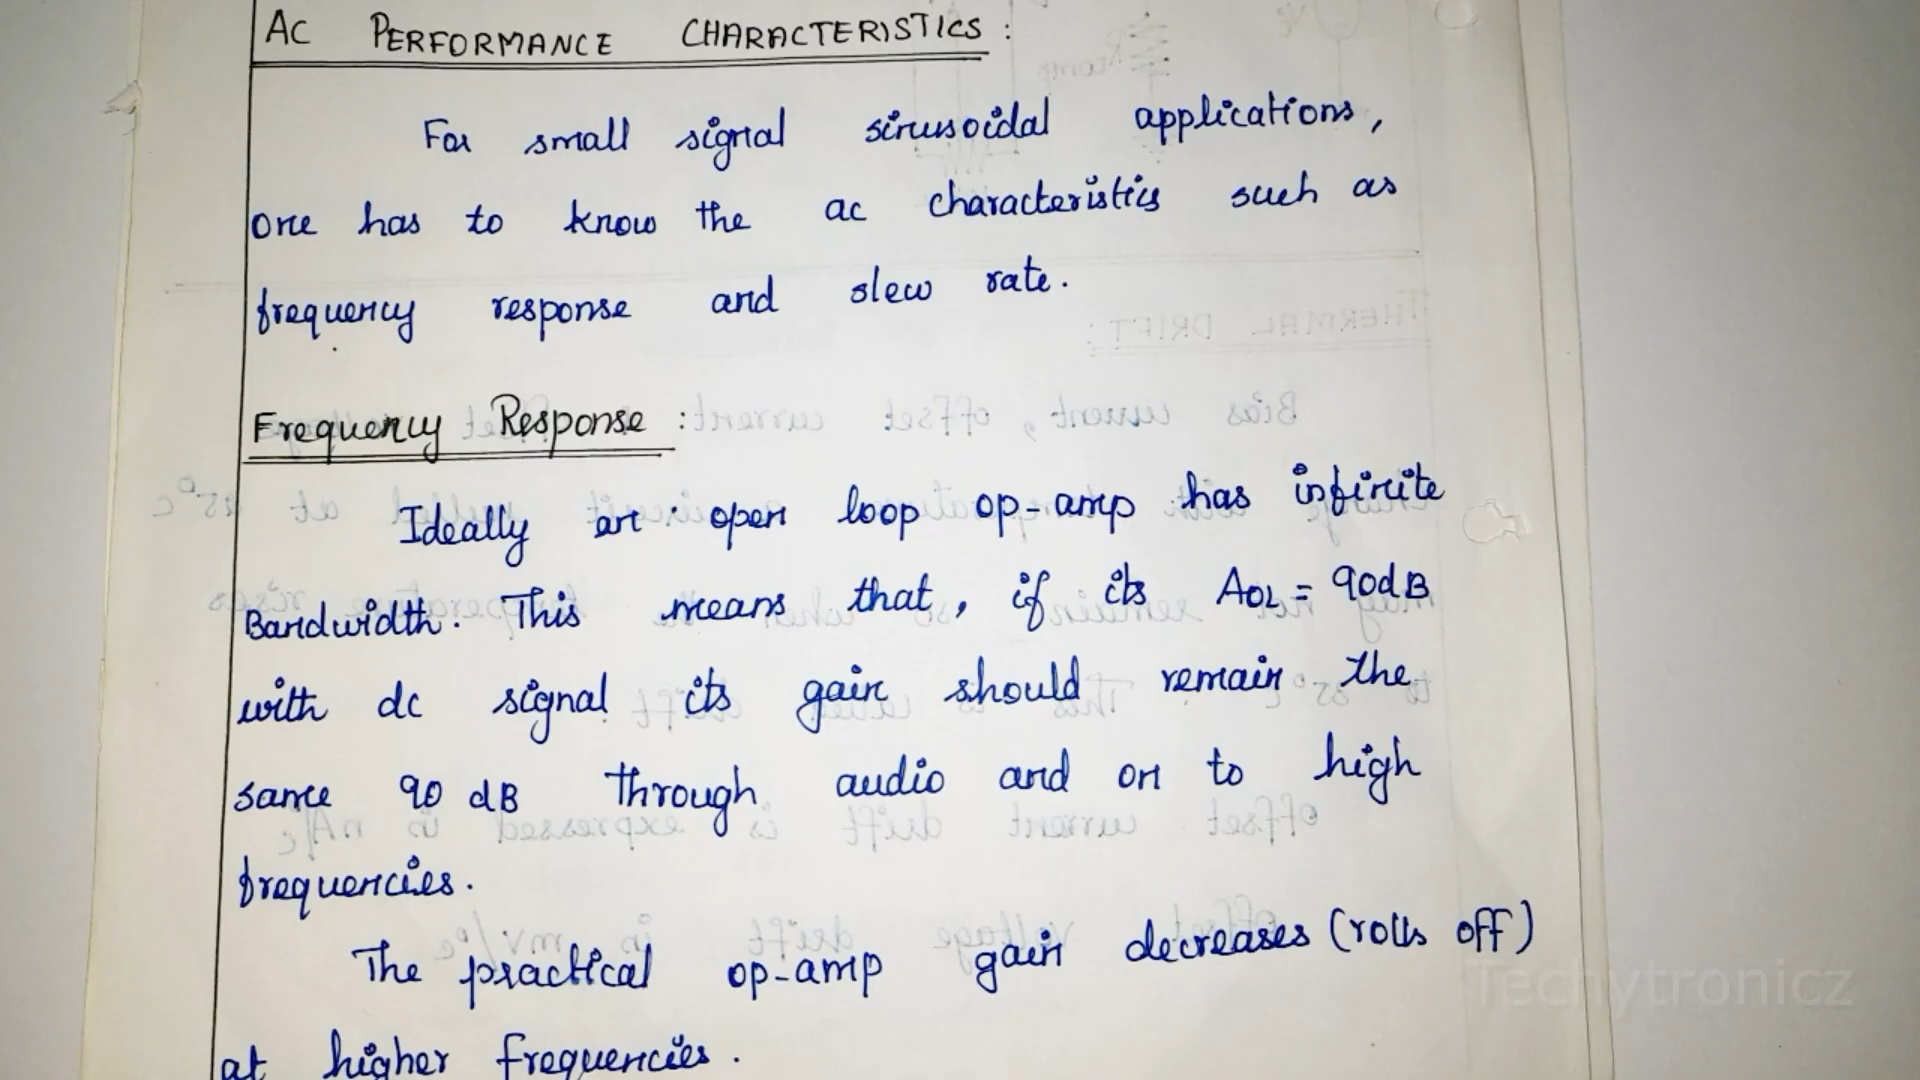 AC PERFORMANCE CHARACTERISTICS :
For small signal sinusoidal applications,
one has to know the ac characteristics such as
frequency response and slew rate.
Frequency Response :
Ideally an open loop op-amp has infinite
Bandwidth. This means that, if its AOL = 90dB
with dc signal its gain should remain the
same 90 dB through audio and on to high
frequencies.
The practical op-amp gain decreases (rolls off)
at higher frequencies.
Techytronicz